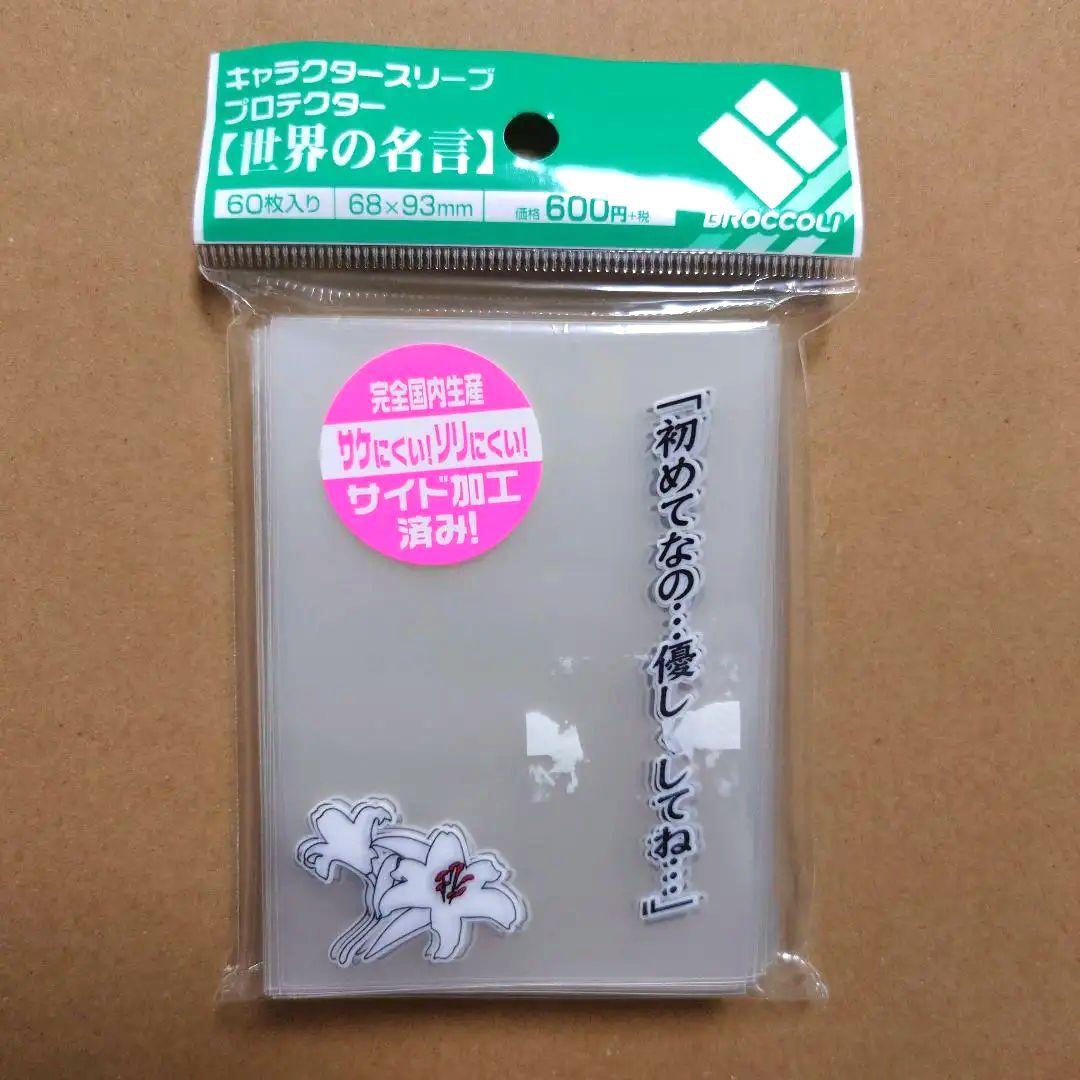 キャラクタースリーブ
プロテクター
【世界の名言】
60枚入り 68×93mm 価格 600円+税
BROCCOLI
完全国内生産
サケにくい!ソリにくい!
サイド加工
済み!
『初めてなの…優しくしてね…』